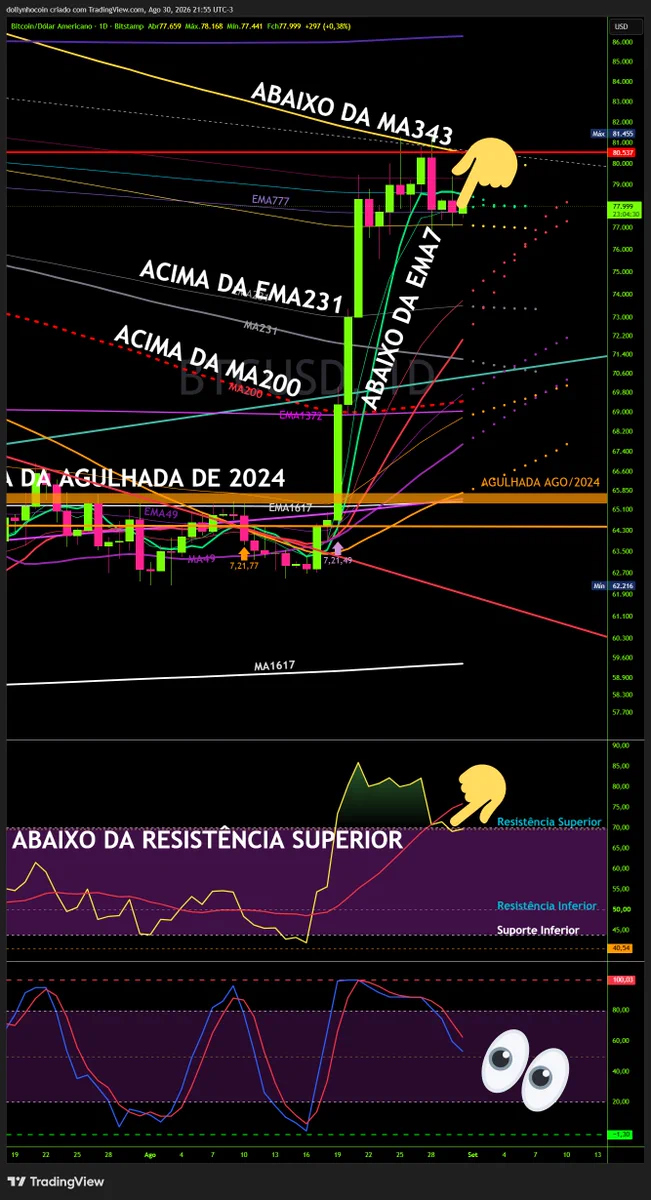 dollynhocoin criado com TradingView.com, Ago 30, 2026 21:55 UTC-3
Bitcoin/Dólar Americano · 1D · Bitstamp Abr77.659 Máx.78.168 Mín.77.441 Fch77.999 +297 (+0,38%)
USD
86.000
85.000
84.000
83.000
82.000
Máx 81.455
81.000
80.537
80.000
79.000
77.999
23:04:30
77.000
76.000
75.000
74.000
73.000
72.200
71.400
70.600
69.800
69.000
68.200
67.400
66.600
65.850
65.100
64.300
63.500
62.700
Mín 62.216
61.900
61.100
60.300
59.600
58.900
58.300
57.700
ABAIXO DA MA343
EMA777
ACIMA DA EMA231
MA231
ABAIXO DA EMA7
ACIMA DA MA200
BTCUSD, 1D
MA200
EMA1372
A DA AGULHADA DE 2024
AGULHADA AGO/2024
EMA1617
EMA49
MA49
7,21,77
7,21,49
MA1617
90,00
85,00
80,00
75,00
70,00
65,00
60,00
55,00
50,00
45,00
40,54
Resistência Superior
ABAIXO DA RESISTÊNCIA SUPERIOR
Resistência Inferior
Suporte Inferior
100,03
80,00
60,00
40,00
20,00
−1,30
19 22 25 29 Ago 4 7 10 13 16 19 22 25 28 Set 4 7 10 13
TradingView